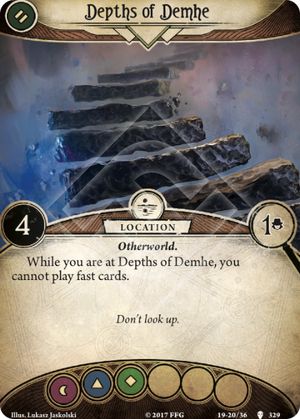 Depths of Demhe
4
LOCATION
1
Otherworld.
While you are at Depths of Demhe, you
cannot play fast cards.
Don't look up.
Illus. Lukasz Jaskolski
© 2017 FFG
19-20/36
329